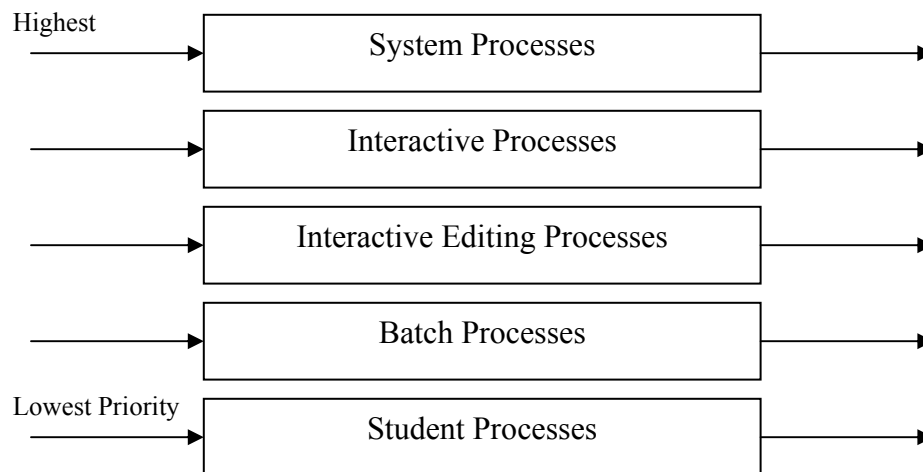 Highest
System Processes
Interactive Processes
Interactive Editing Processes
Batch Processes
Lowest Priority
Student Processes